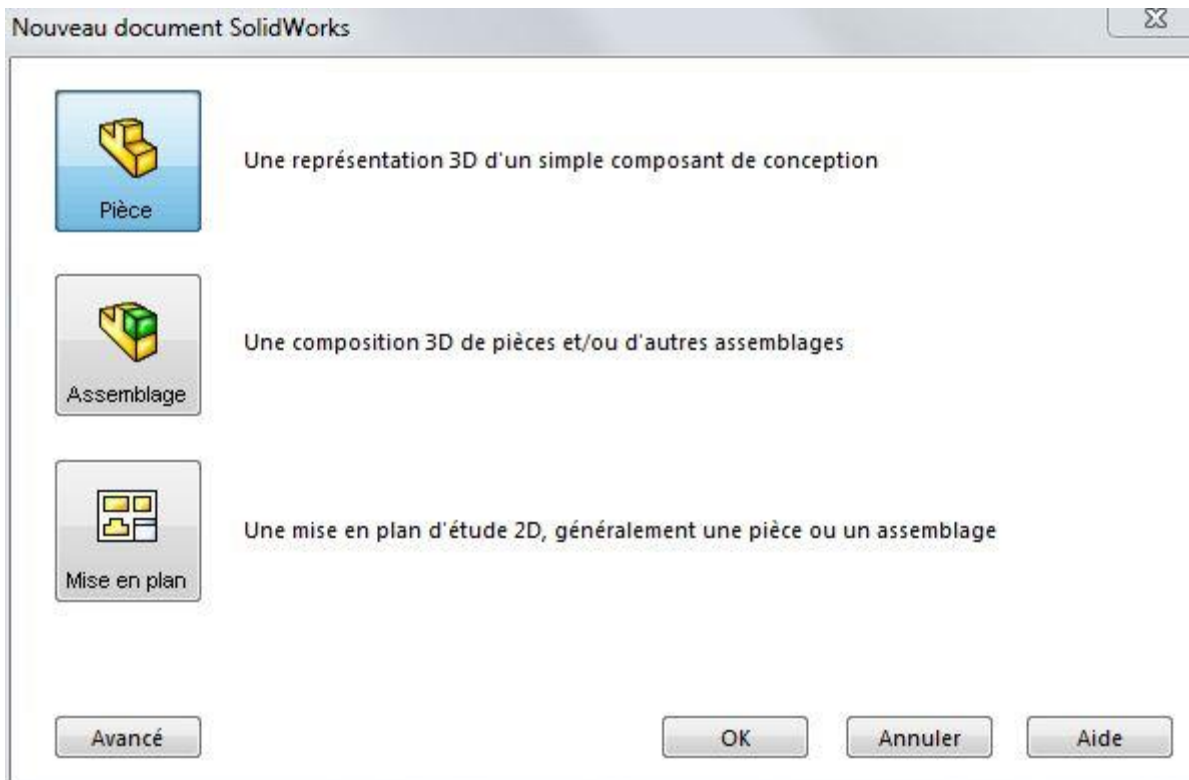 Nouveau document SolidWorks
Pièce
Une représentation 3D d'un simple composant de conception
Assemblage
Une composition 3D de pièces et/ou d'autres assemblages
Mise en plan
Une mise en plan d'étude 2D, généralement une pièce ou un assemblage
Avancé
OK
Annuler
Aide